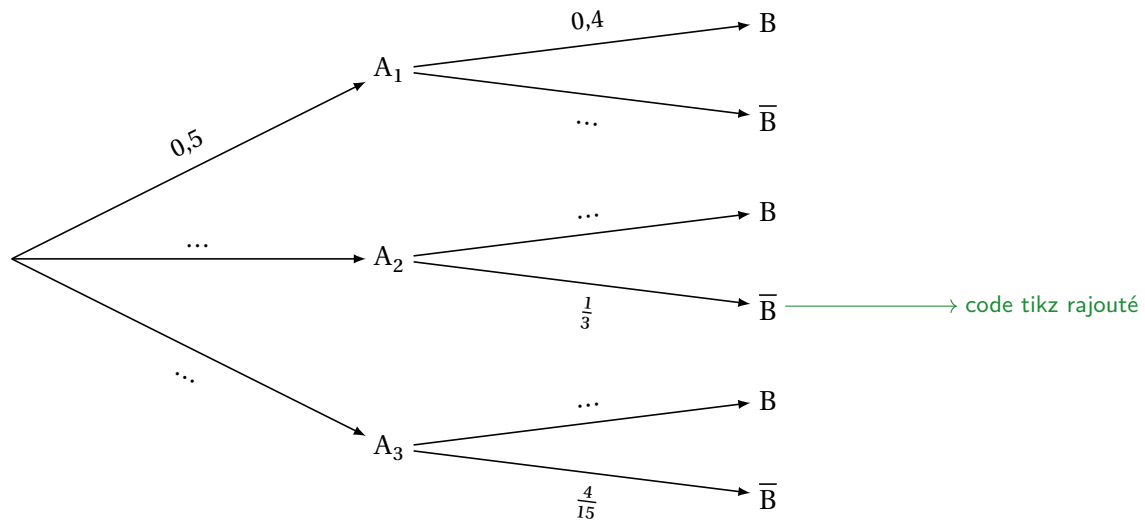 0,4
B
A₁
...
B̅
0,5
...
B
...
A₂
1/3
B̅
code tikz rajouté
...
...
B
A₃
4/15
B̅